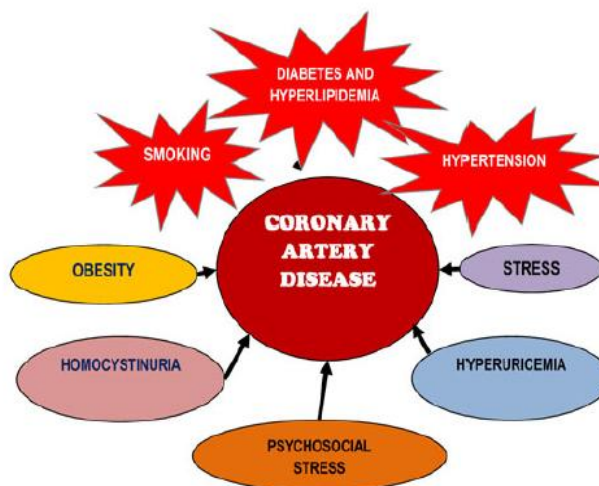 DIABETES AND
HYPERLIPIDEMIA
SMOKING
HYPERTENSION
CORONARY
ARTERY
DISEASE
OBESITY
STRESS
HOMOCYSTINURIA
HYPERURICEMIA
PSYCHOSOCIAL
STRESS